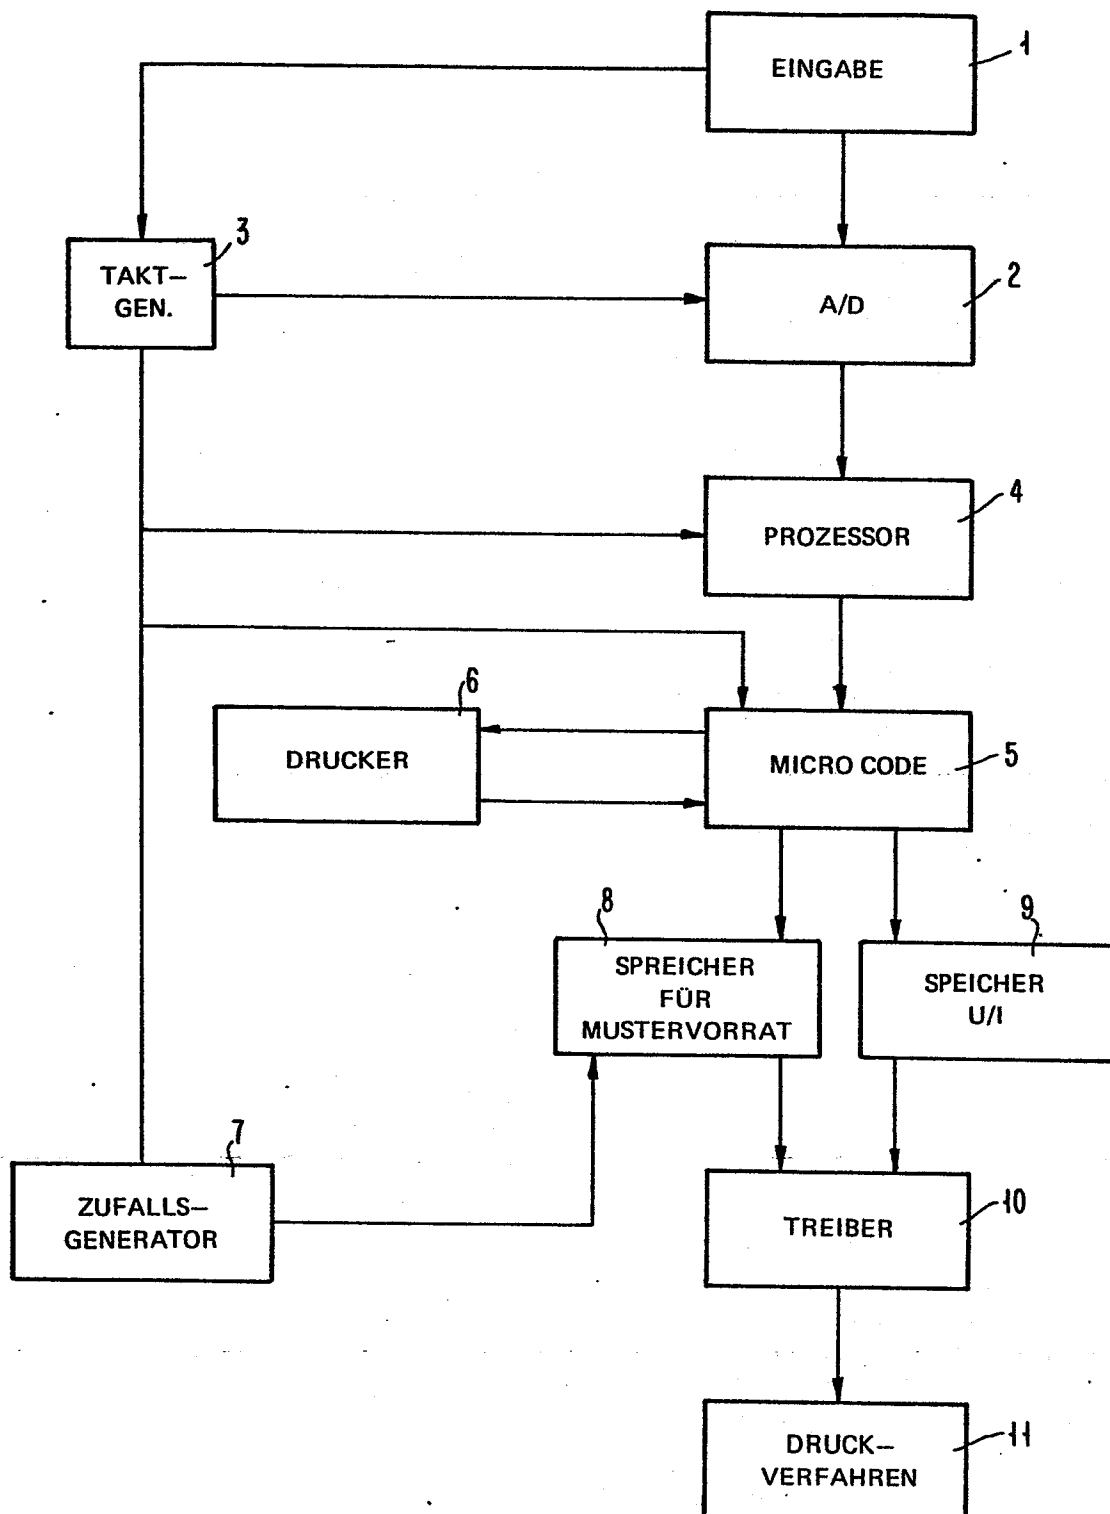 1
EINGABE
3
TAKT–
GEN.
2
A/D
4
PROZESSOR
6
DRUCKER
5
MICRO CODE
8
SPREICHER
FÜR
MUSTERVORRAT
9
SPEICHER
U/I
7
ZUFALLS–
GENERATOR
10
TREIBER
11
DRUCK–
VERFAHREN